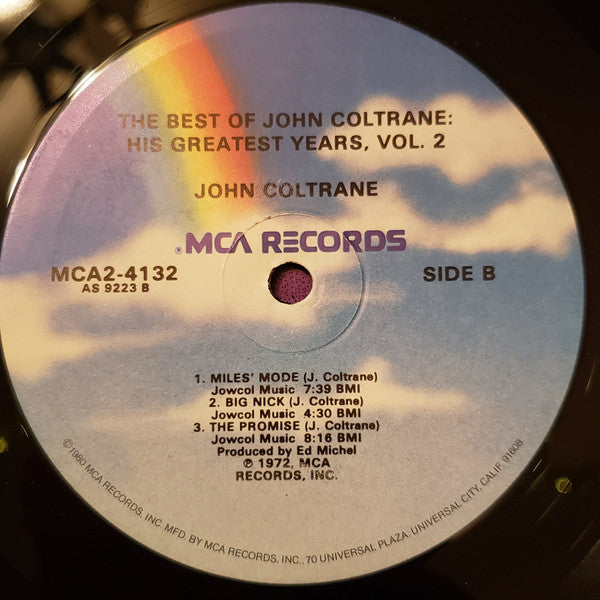 THE BEST OF JOHN COLTRANE:
HIS GREATEST YEARS, VOL. 2
JOHN COLTRANE
®MCA RECORDS
MCA2-4132
AS 9223 B
SIDE B
1. MILES' MODE (J. Coltrane)
Jowcol Music 7:39 BMI
2. BIG NICK (J. Coltrane)
Jowcol Music 4:30 BMI
3. THE PROMISE (J. Coltrane)
Jowcol Music 8:16 BMI
Produced by Ed Michel
℗ 1972, MCA
RECORDS, INC.
©1980 MCA RECORDS, INC. MFD. BY MCA RECORDS, INC., 70 UNIVERSAL PLAZA, UNIVERSAL CITY, CALIF. 91608